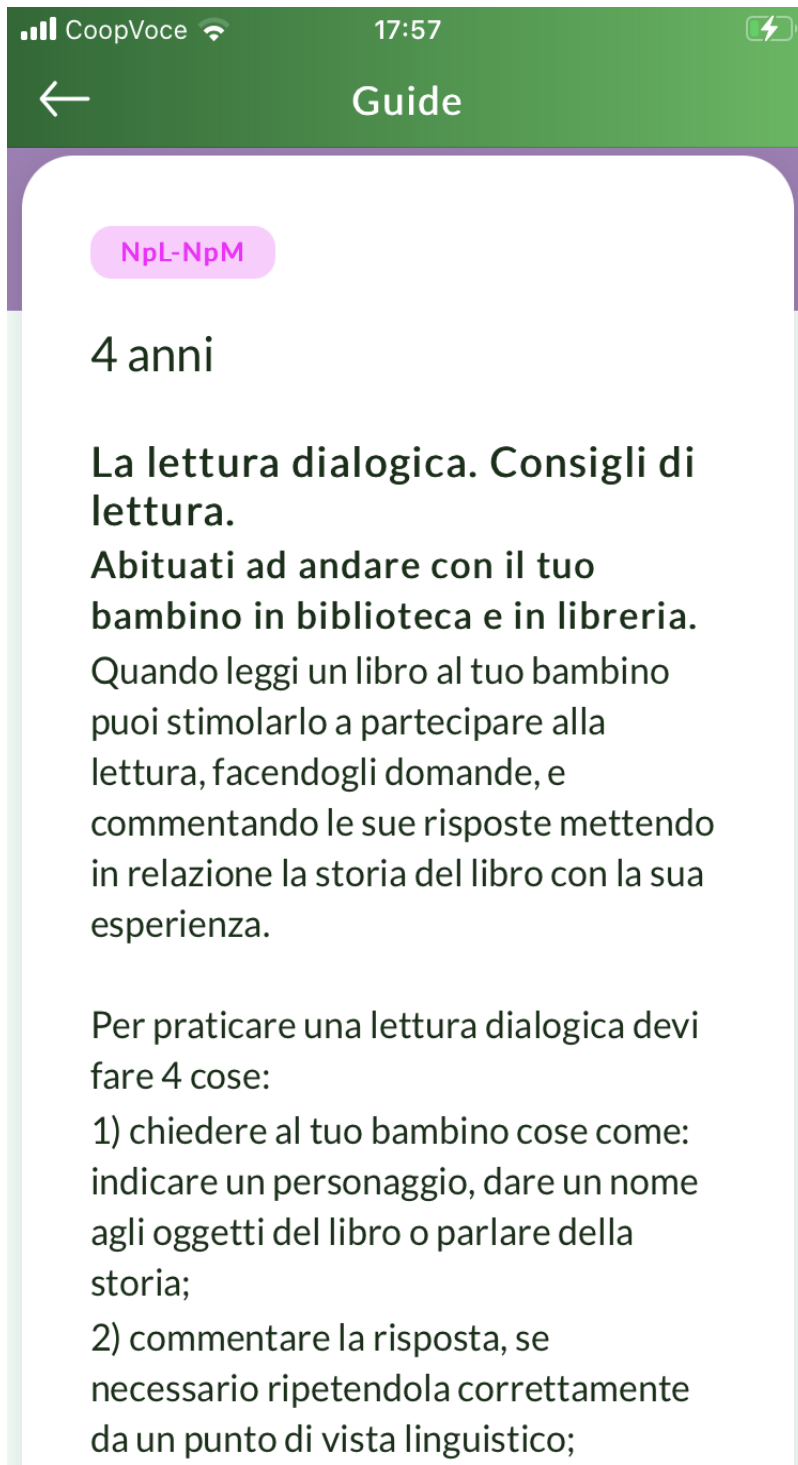 CoopVoce
17:57
Guide
NpL-NpM
4 anni
La lettura dialogica. Consigli di
lettura.
Abituati ad andare con il tuo
bambino in biblioteca e in libreria.
Quando leggi un libro al tuo bambino
puoi stimolarlo a partecipare alla
lettura, facendogli domande, e
commentando le sue risposte mettendo
in relazione la storia del libro con la sua
esperienza.
Per praticare una lettura dialogica devi
fare 4 cose:
1) chiedere al tuo bambino cose come:
indicare un personaggio, dare un nome
agli oggetti del libro o parlare della
storia;
2) commentare la risposta, se
necessario ripetendola correttamente
da un punto di vista linguistico;